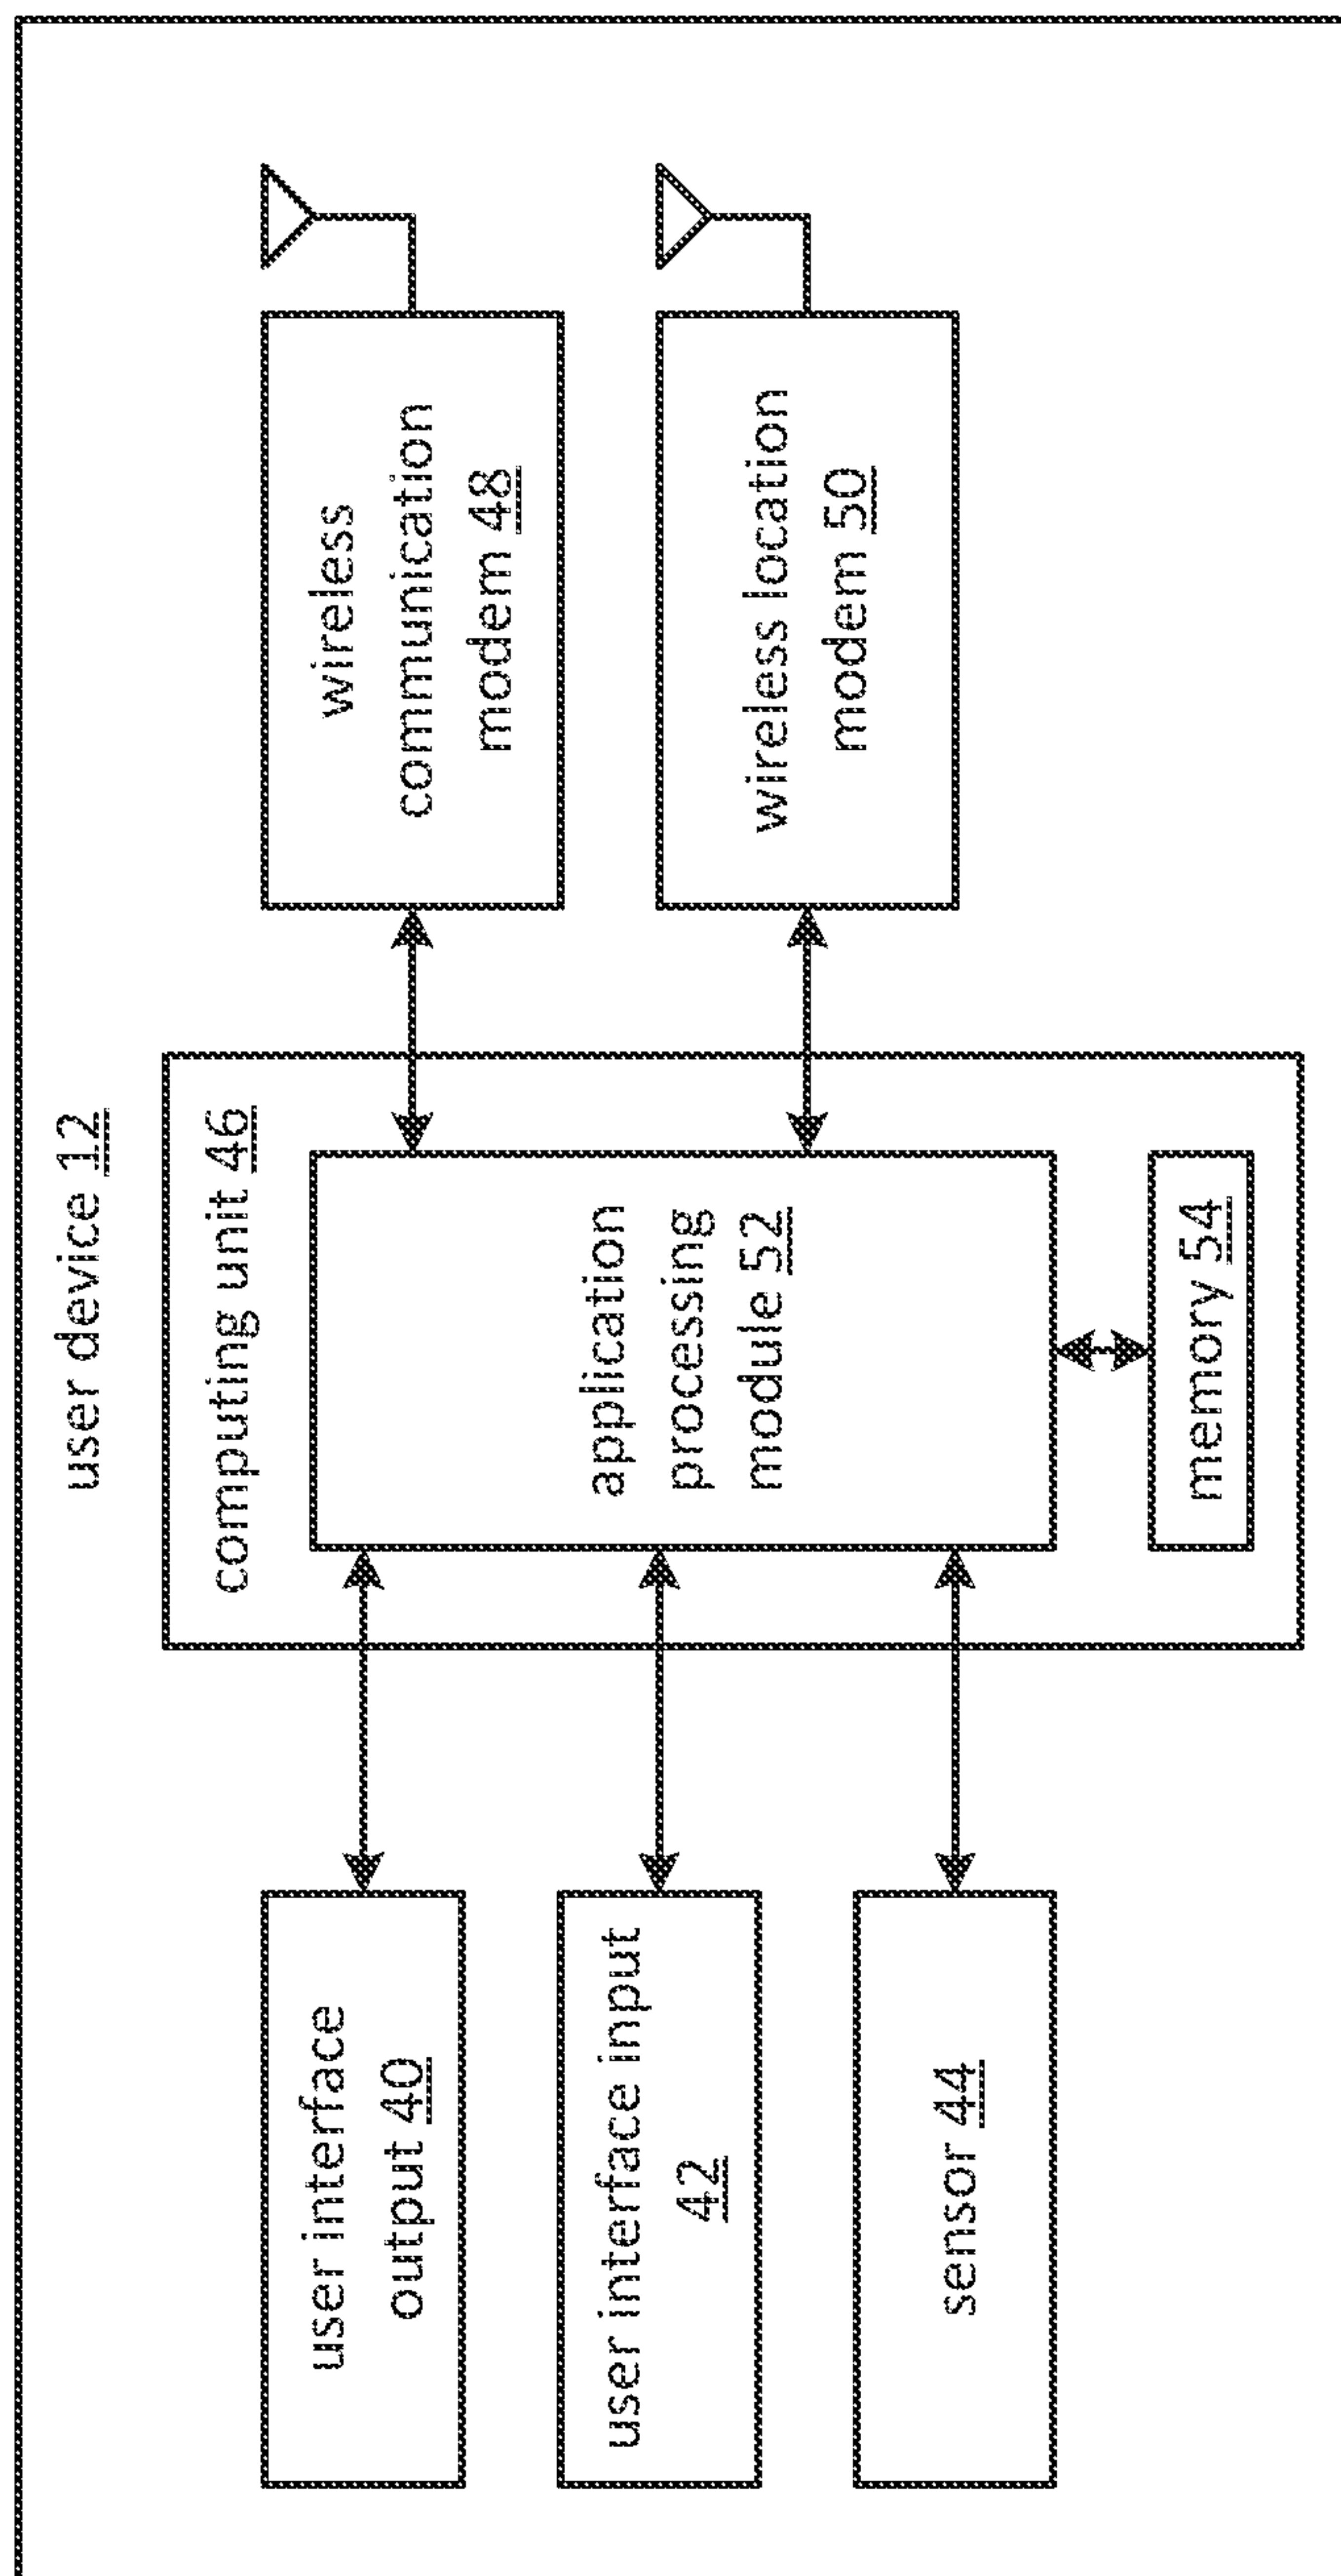 user device 12
computing unit 46
user interface
output 40
user interface input
42
sensor 44
application
processing
module 52
memory 54
wireless
communication
modem 48
wireless location
modem 50